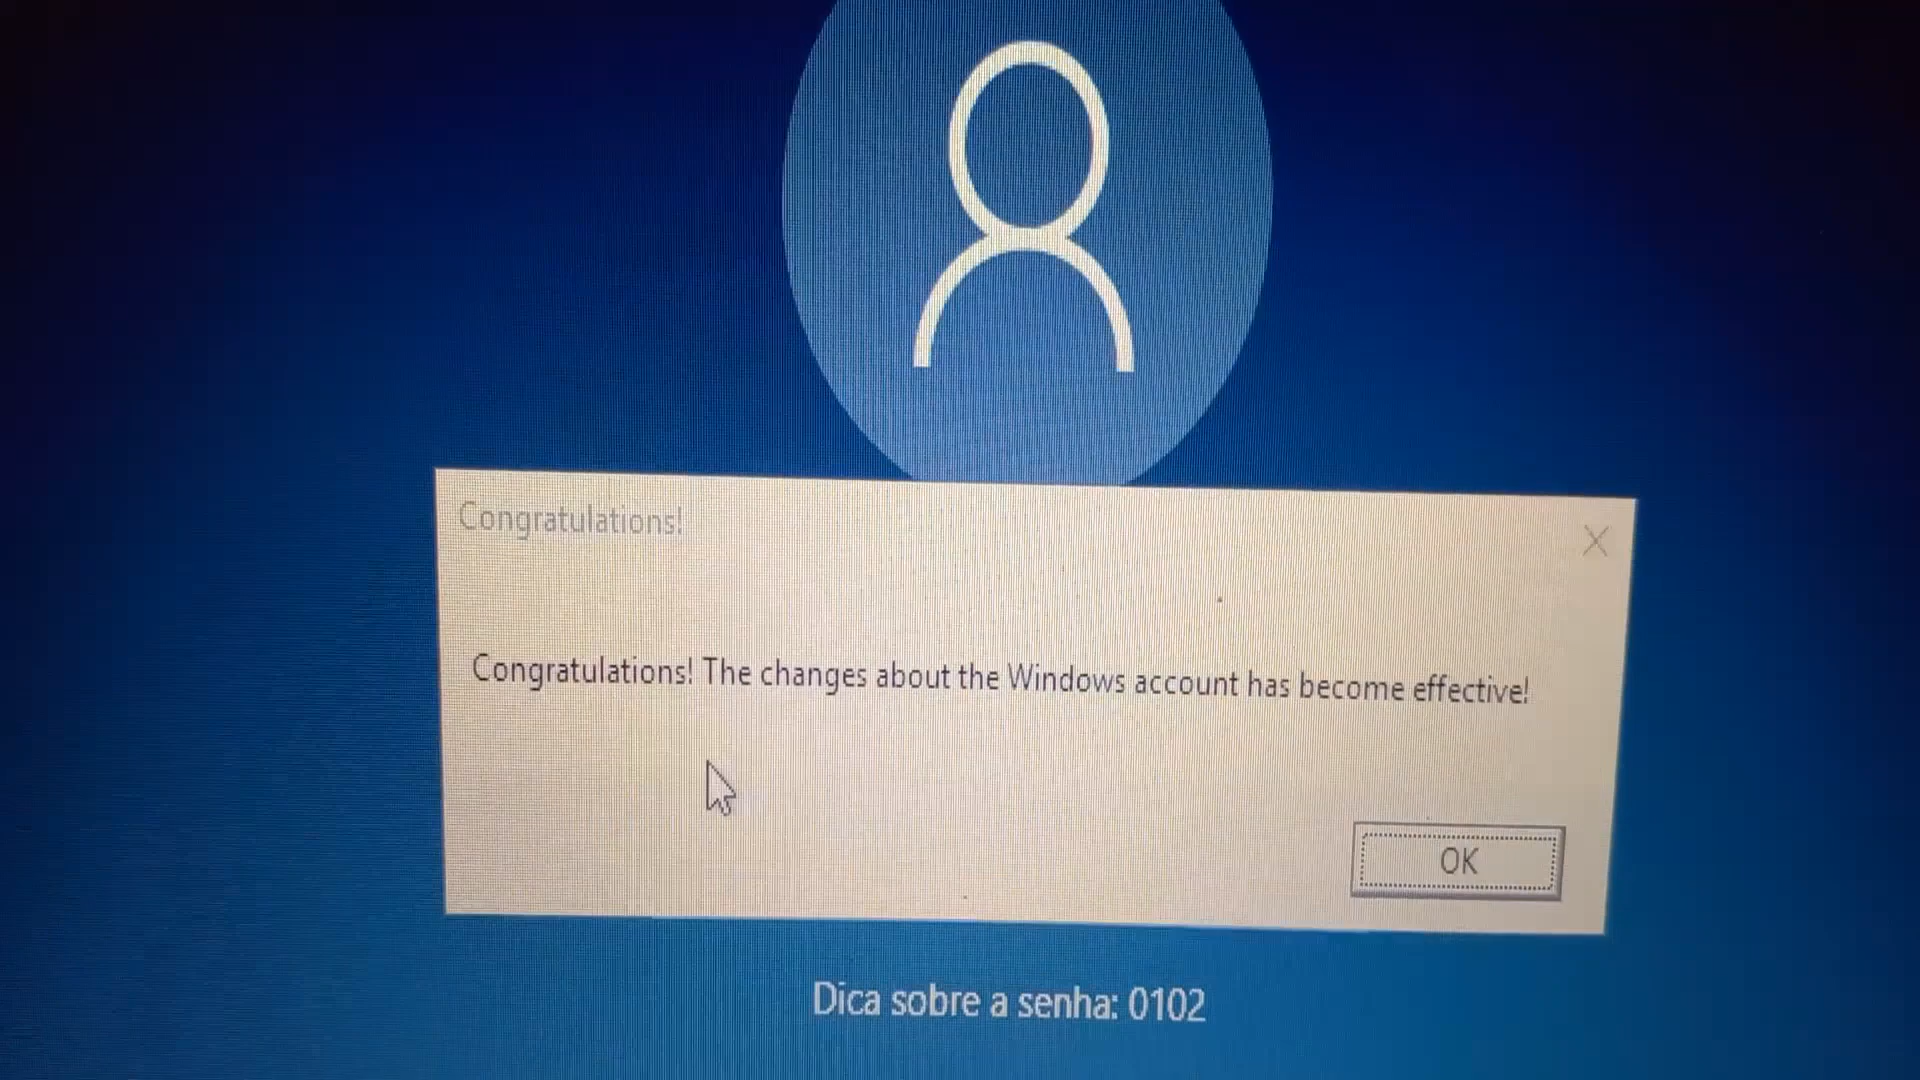 Congratulations!
Congratulations! The changes about the Windows account has become effective!
OK
Dica sobre a senha: 0102